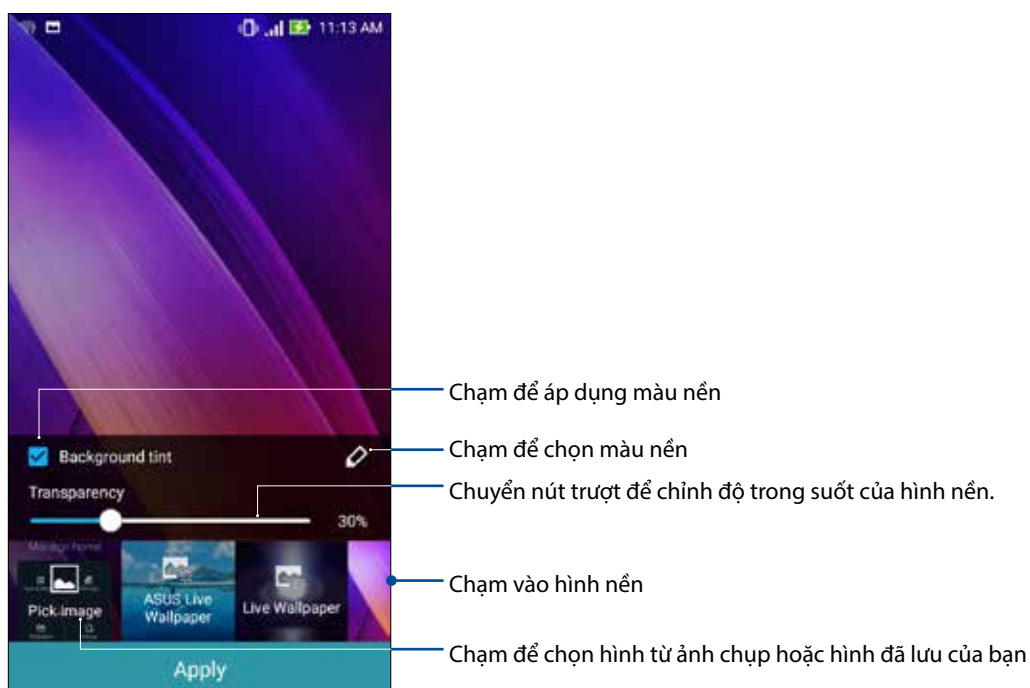 11:13 AM
Chạm để áp dụng màu nền
Background tint
Chạm để chọn màu nền
Transparency
Chuyển nút trượt để chỉnh độ trong suốt của hình nền.
30%
Manage home
Pick image
ASUS Live
Wallpaper
Live Wallpaper
Chạm vào hình nền
Chạm để chọn hình từ ảnh chụp hoặc hình đã lưu của bạn
Apply